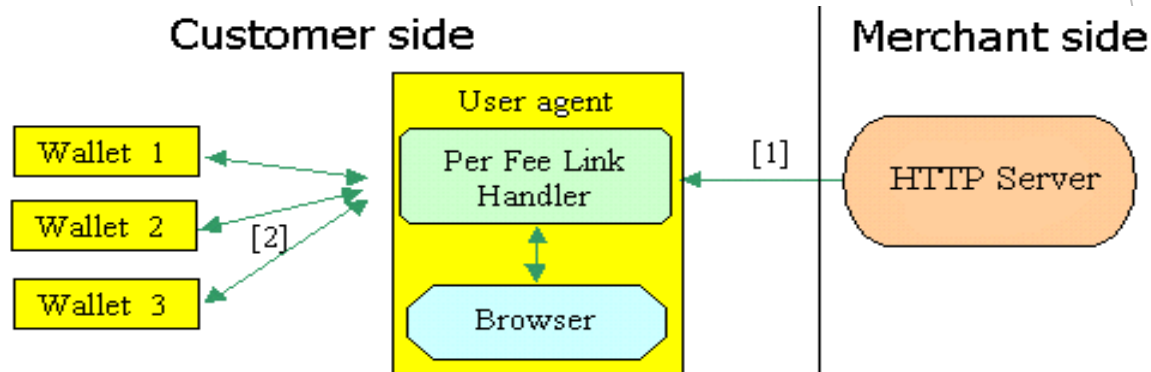 Customer side
Merchant side
User agent
Wallet 1
Per Fee Link
Handler
[1]
HTTP Server
Wallet 2
[2]
Wallet 3
Browser